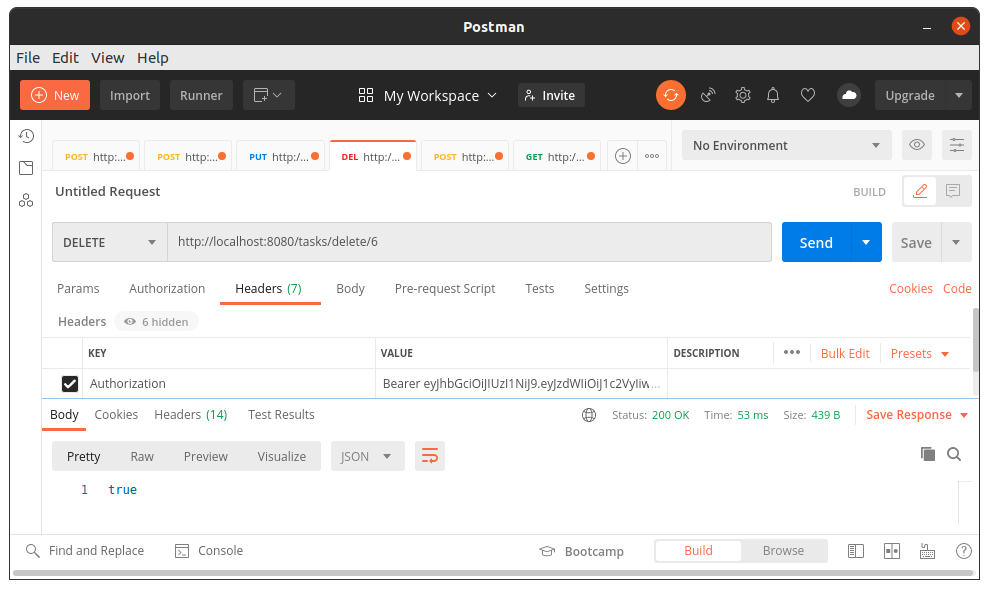 Postman
File Edit View Help
New Import Runner My Workspace Invite Upgrade
POST http:... POST http:... PUT http:/... DEL http:/... POST http:... GET http:/... No Environment
Untitled Request BUILD
DELETE http://localhost:8080/tasks/delete/6 Send Save
Params Authorization Headers (7) Body Pre-request Script Tests Settings Cookies Code
Headers 6 hidden
KEY VALUE DESCRIPTION ••• Bulk Edit Presets
Authorization Bearer eyJhbGciOiJIUzI1NiJ9.eyJzdWIiOiJ1c2VyIiw...
Body Cookies Headers (14) Test Results Status: 200 OK Time: 53 ms Size: 439 B Save Response
Pretty Raw Preview Visualize JSON
1 true
Find and Replace Console Bootcamp Build Browse